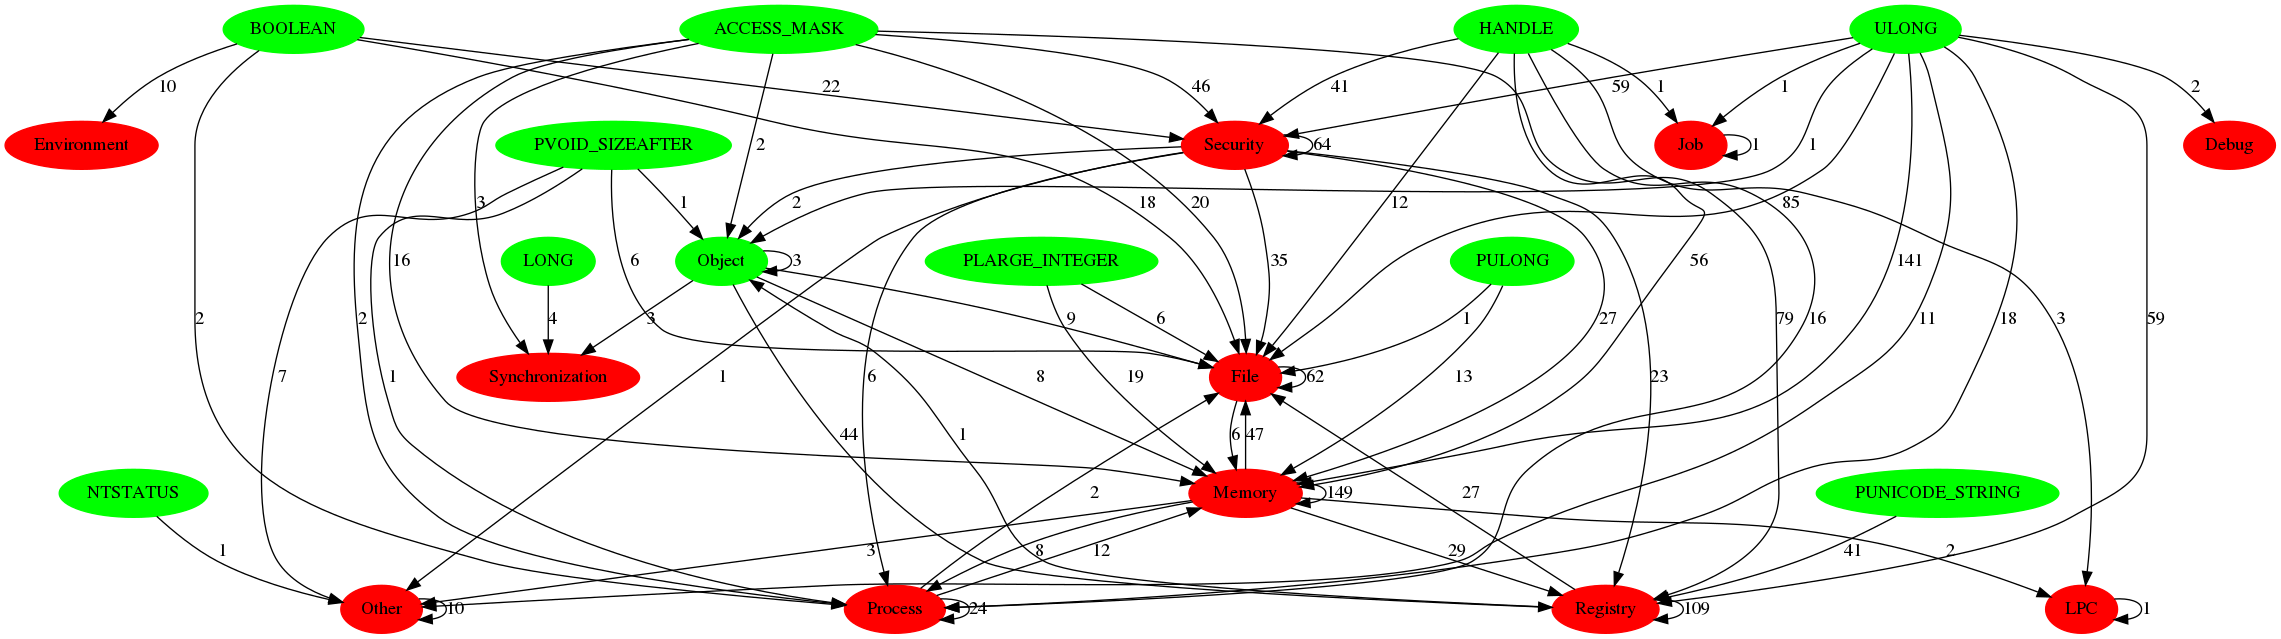 BOOLEAN ACCESS_MASK HANDLE ULONG
10 22 46 41 59 1 1 2
Environment PVOID_SIZEAFTER 2 Security 64 Job 1 1 Debug
3 1 2 18 20 12 85
16 LONG 6 Object 3 PLARGE_INTEGER 35 PULONG 56 141
2 2 4 3 9 6 1 27 79 16 11 18 3 59
7 1 Synchronization 1 6 8 19 File 62 13 23
44 1 6 47
NTSTATUS 2 Memory 149 27 PUNICODE_STRING
1 3 8 12 29 41 2
Other 10 Process 24 Registry 109 LPC 1